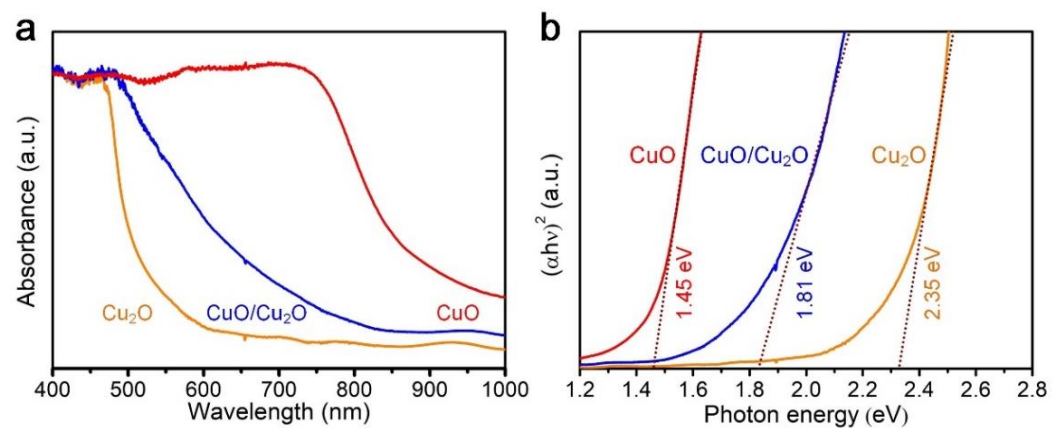 a
Absorbance (a.u.)
Cu₂O
CuO/Cu₂O
CuO
400 500 600 700 800 900 1000
Wavelength (nm)
b
(αhν)² (a.u.)
CuO
CuO/Cu₂O
Cu₂O
1.45 eV
1.81 eV
2.35 eV
1.2 1.4 1.6 1.8 2.0 2.2 2.4 2.6 2.8
Photon energy (eV)